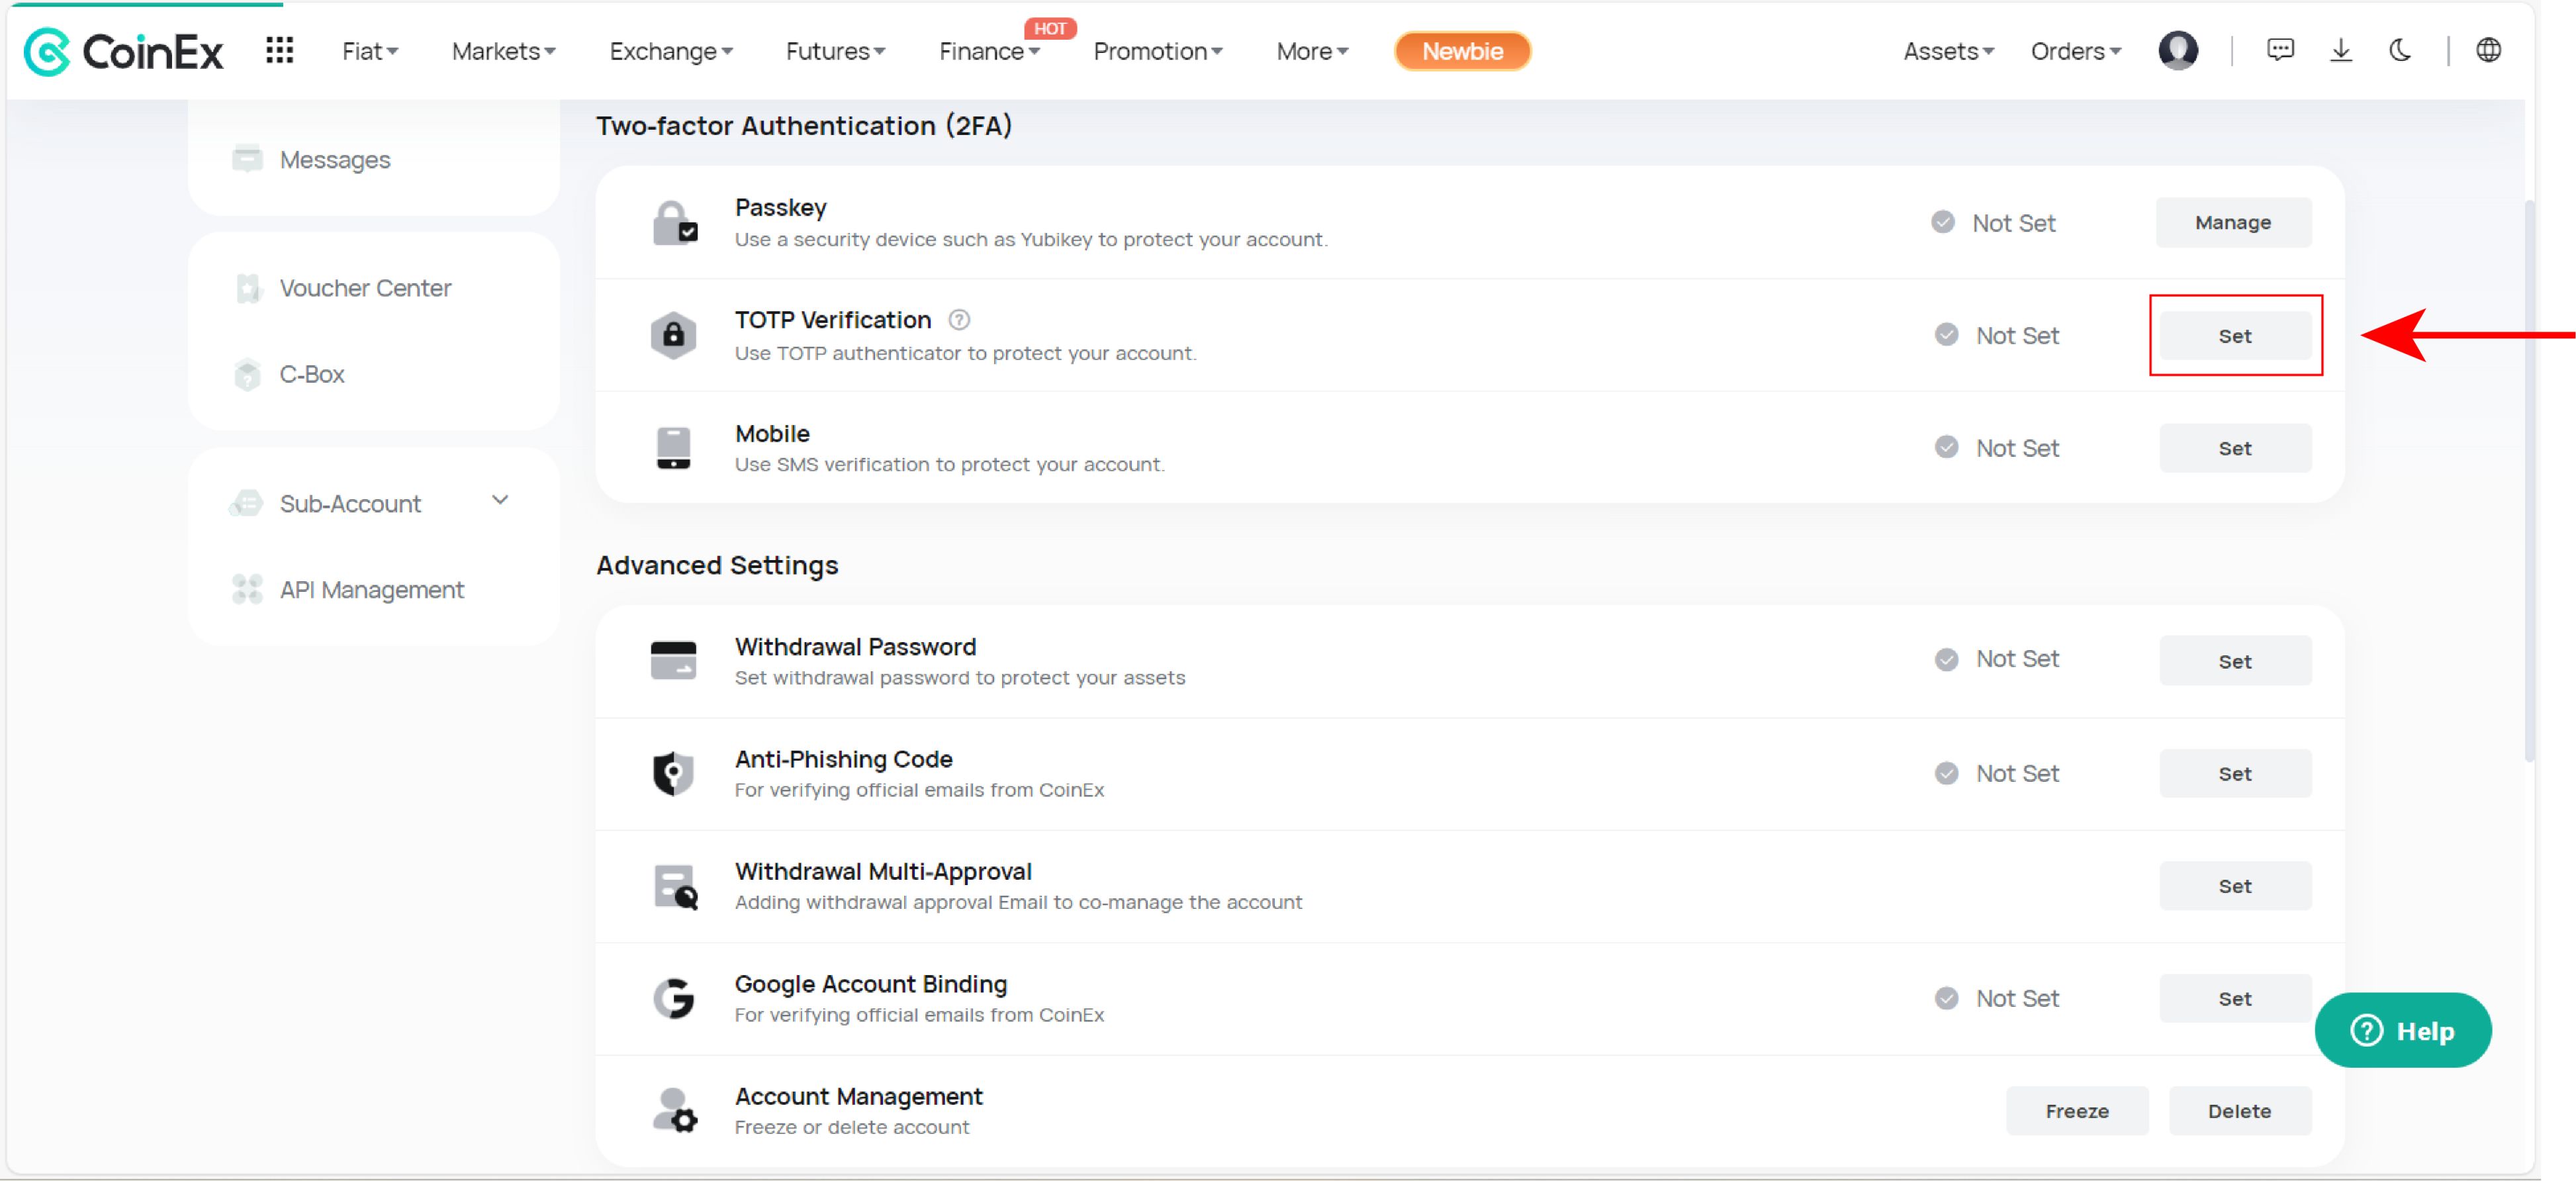 CoinEx
Fiat
Markets
Exchange
Futures
Finance
HOT
Promotion
More
Newbie
Assets
Orders
Messages
Voucher Center
C-Box
Sub-Account
API Management
Two-factor Authentication (2FA)
Passkey
Use a security device such as Yubikey to protect your account.
Not Set
Manage
TOTP Verification ?
Use TOTP authenticator to protect your account.
Not Set
Set
Mobile
Use SMS verification to protect your account.
Not Set
Set
Advanced Settings
Withdrawal Password
Set withdrawal password to protect your assets
Not Set
Set
Anti-Phishing Code
For verifying official emails from CoinEx
Not Set
Set
Withdrawal Multi-Approval
Adding withdrawal approval Email to co-manage the account
Set
Google Account Binding
For verifying official emails from CoinEx
Not Set
Set
Account Management
Freeze or delete account
Freeze
Delete
? Help